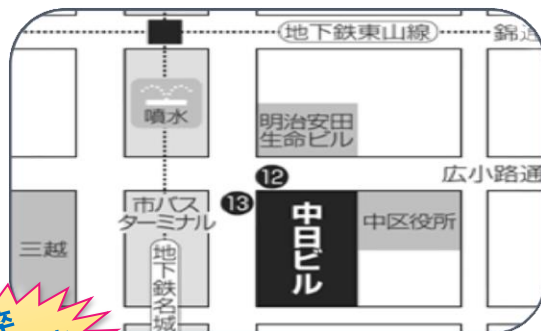 地下鉄東山線
錦通
噴水
明治安田
生命ビル
⑫
広小路通
市バス
ターミナル
⑬
中日ビル
中区役所
三越
地下鉄名城